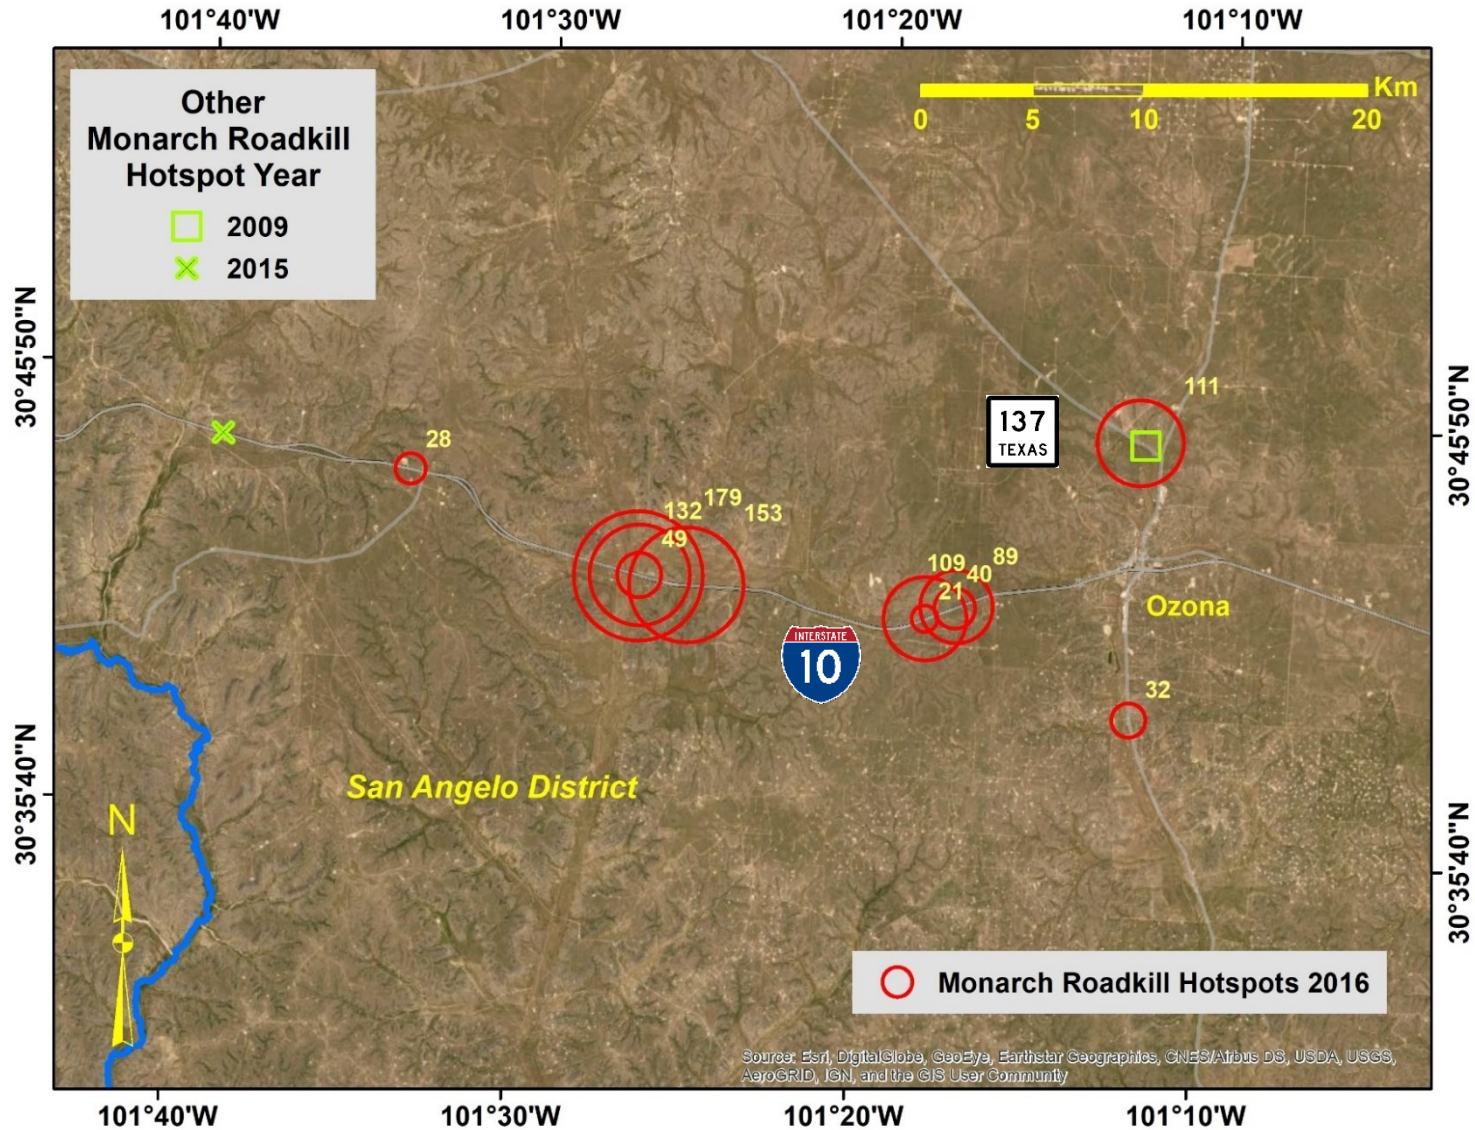 101°40'W 101°30'W 101°20'W 101°10'W
Other
Monarch Roadkill
Hotspot Year
2009
2015
Km
0 5 10 20
30°45'50"N
30°45'50"N
111
137
TEXAS
28
179
132 153
49
89
109 40
21
INTERSTATE
10
Ozona
32
San Angelo District
30°35'40"N
30°35'40"N
N
Monarch Roadkill Hotspots 2016
Source: Esri, DigitalGlobe, GeoEye, Earthstar Geographics, CNES/Airbus DS, USDA, USGS,
AeroGRID, IGN, and the GIS User Community
101°40'W 101°30'W 101°20'W 101°10'W